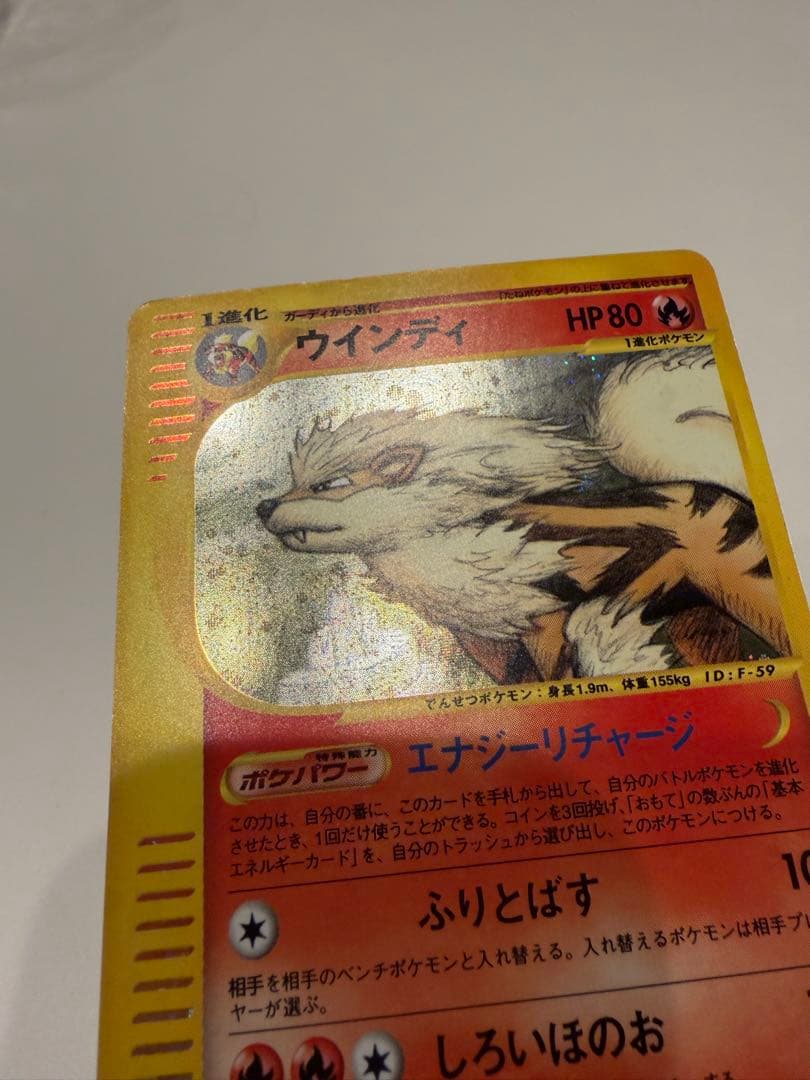 「たねポケモン」の上に重ねて進化させます。
1進化 ガーディから進化
ウインディ HP80
1進化ポケモン
でんせつポケモン：身長1.9m、体重155kg ID：F-59
特殊能力
ポケパワー エナジーリチャージ
この力は、自分の番に、このカードを手札から出して、自分のバトルポケモンを進化
させたとき、1回だけ使うことができる。コインを3回投げ、「おもて」の数ぶんの「基本
エネルギーカード」を、自分のトラッシュから選び出し、このポケモンにつける。
ふりとばす 10
相手を相手のベンチポケモンと入れ替える。入れ替えるポケモンは相手プレ
ヤーが選ぶ。
しろいほのお
する